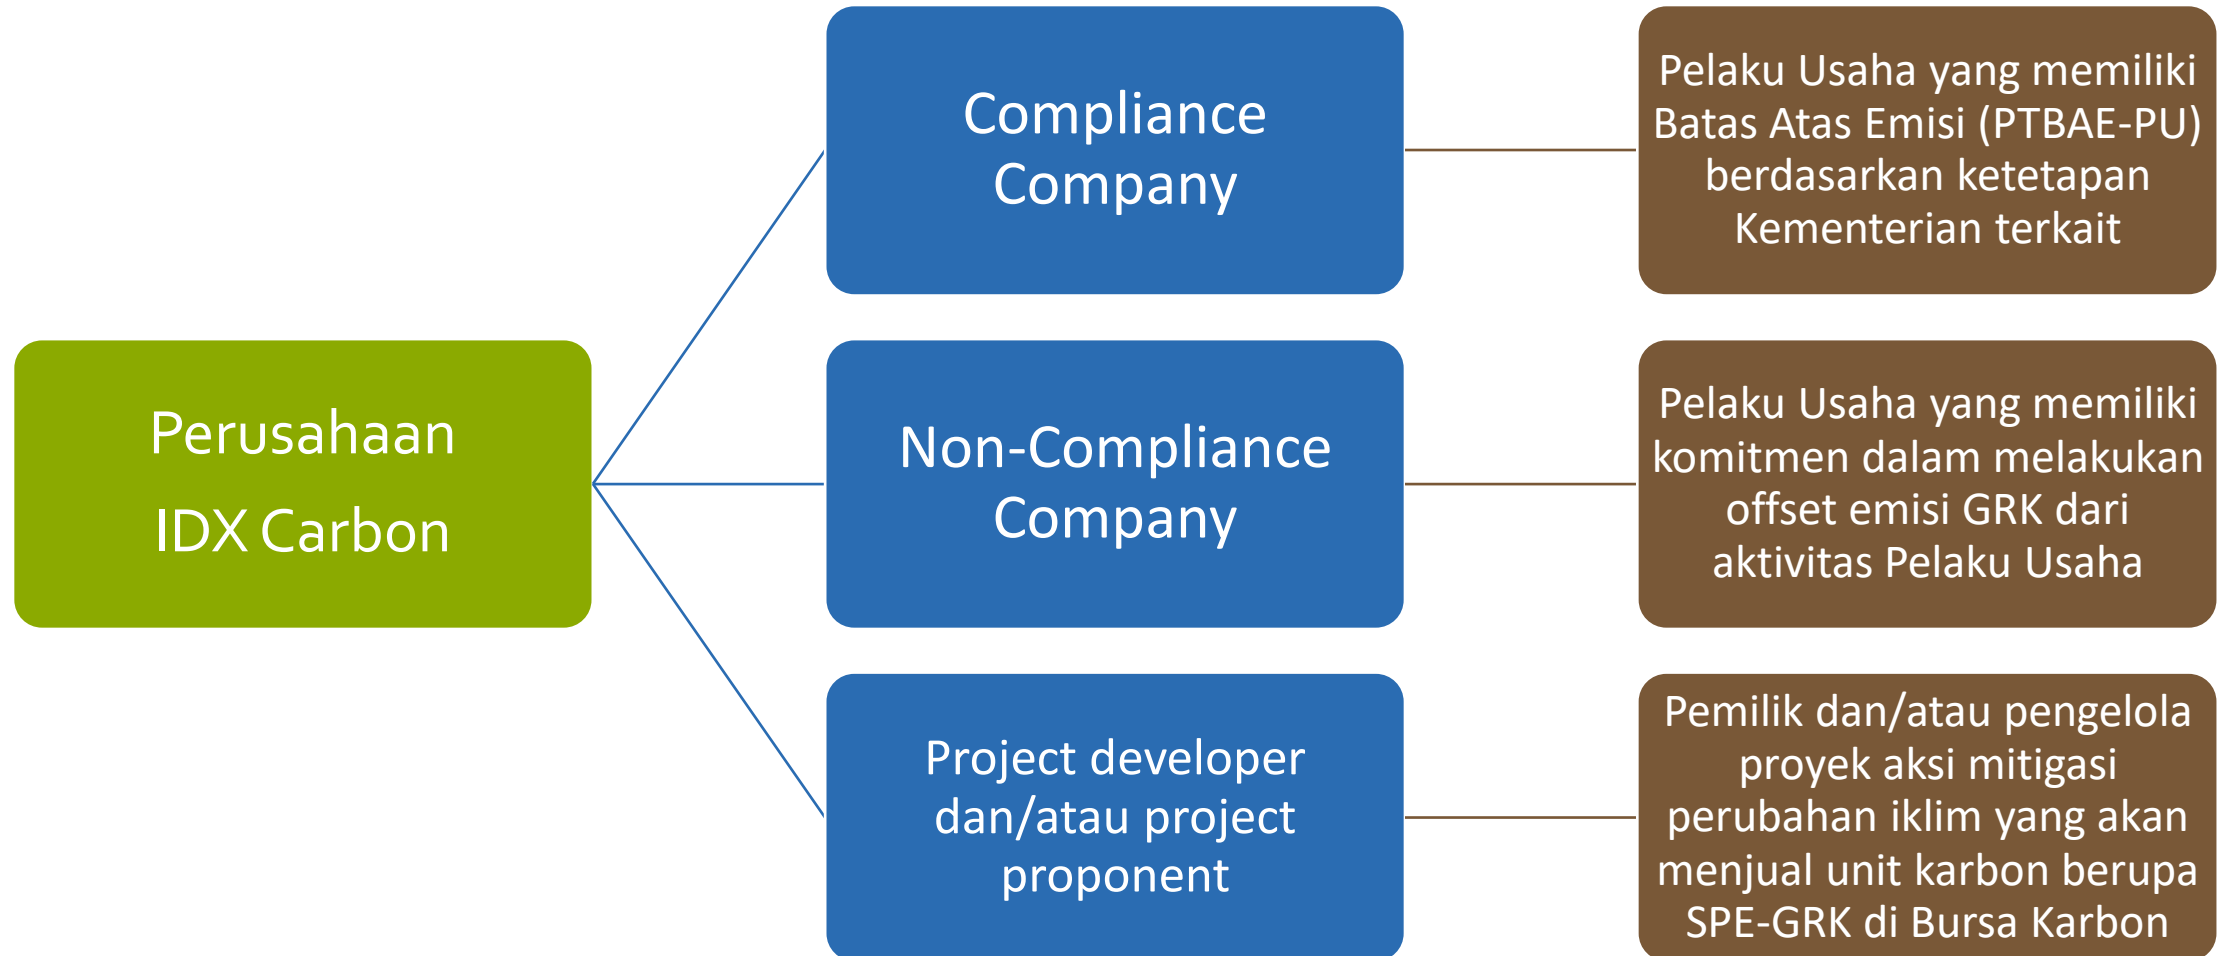 Perusahaan
IDX Carbon
Compliance
Company
Pelaku Usaha yang memiliki
Batas Atas Emisi (PTBAE-PU)
berdasarkan ketetapan
Kementerian terkait
Non-Compliance
Company
Pelaku Usaha yang memiliki
komitmen dalam melakukan
offset emisi GRK dari
aktivitas Pelaku Usaha
Project developer
dan/atau project
proponent
Pemilik dan/atau pengelola
proyek aksi mitigasi
perubahan iklim yang akan
menjual unit karbon berupa
SPE-GRK di Bursa Karbon